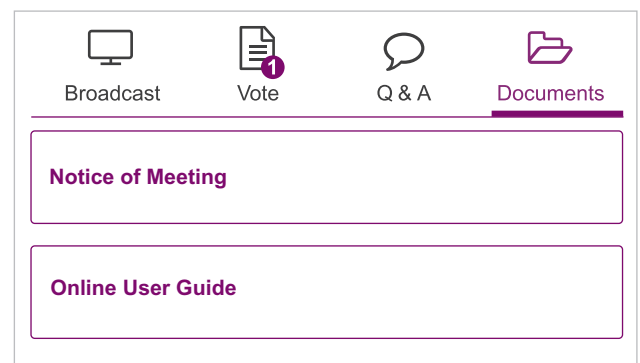 1
Broadcast Vote Q & A Documents
Notice of Meeting
Online User Guide